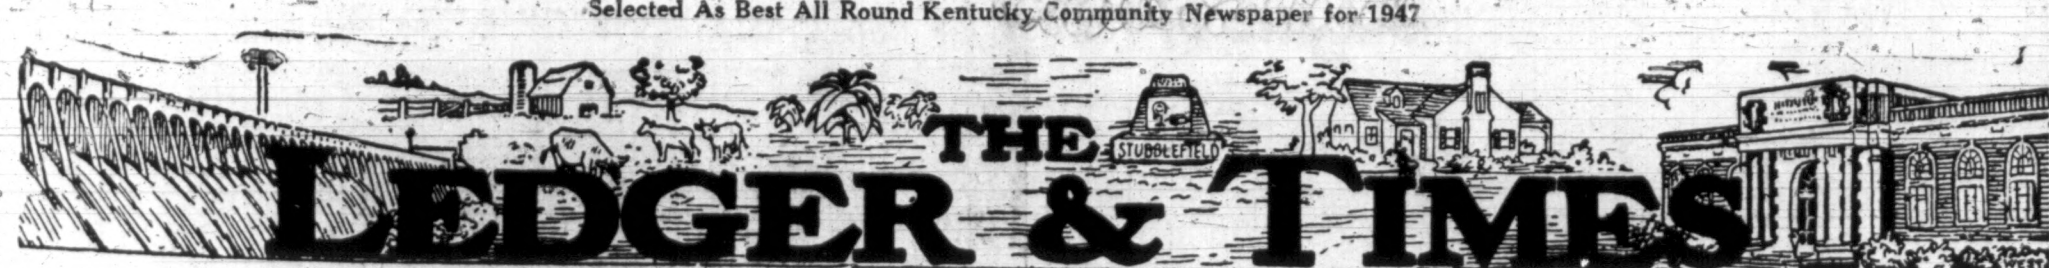 Selected As Best All Round Kentucky Community Newspaper for 1947
THE
STUBBLEFIELD
LEDGER & TIMES